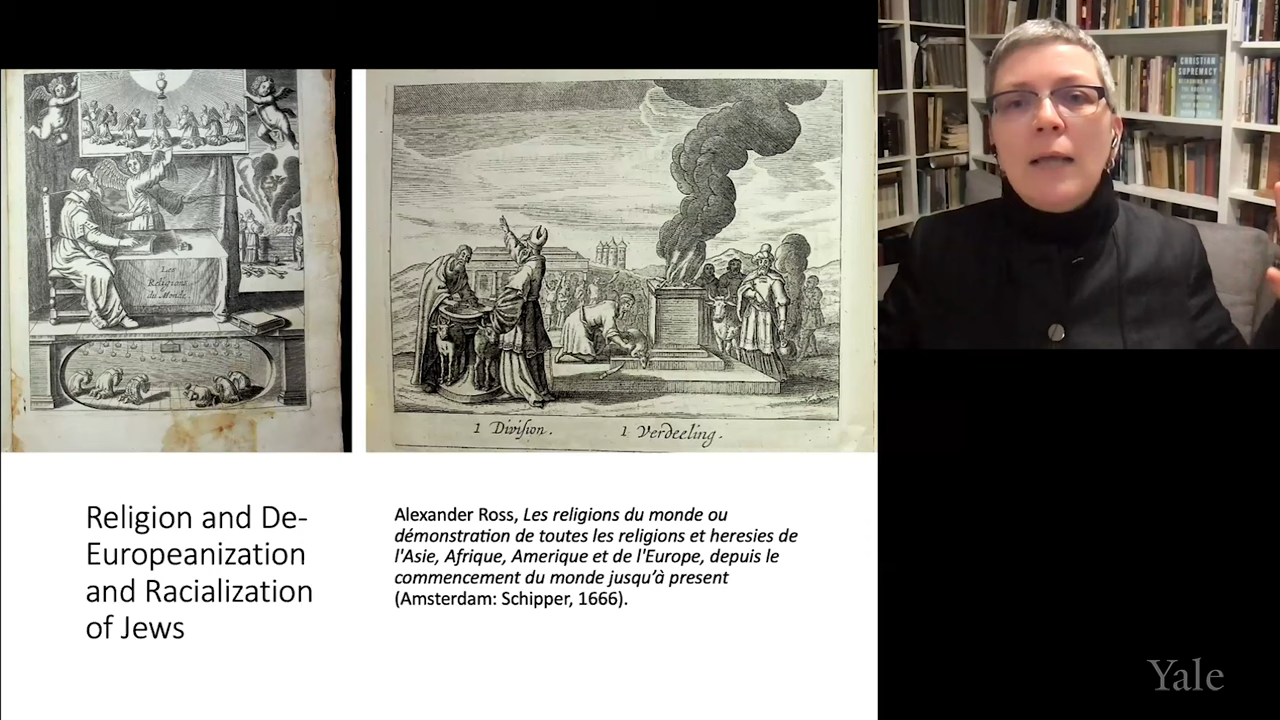 Les
Religions
du Monde
1 Division. 1 Verdeeling.
Religion and De-
Europeanization
and Racialization
of Jews
Alexander Ross, Les religions du monde ou
démonstration de toutes les religions et heresies de
l'Asie, Afrique, Amerique et de l'Europe, depuis le
commencement du monde jusqu’à present
(Amsterdam: Schipper, 1666).
CHRISTIAN
SUPREMACY
Yale